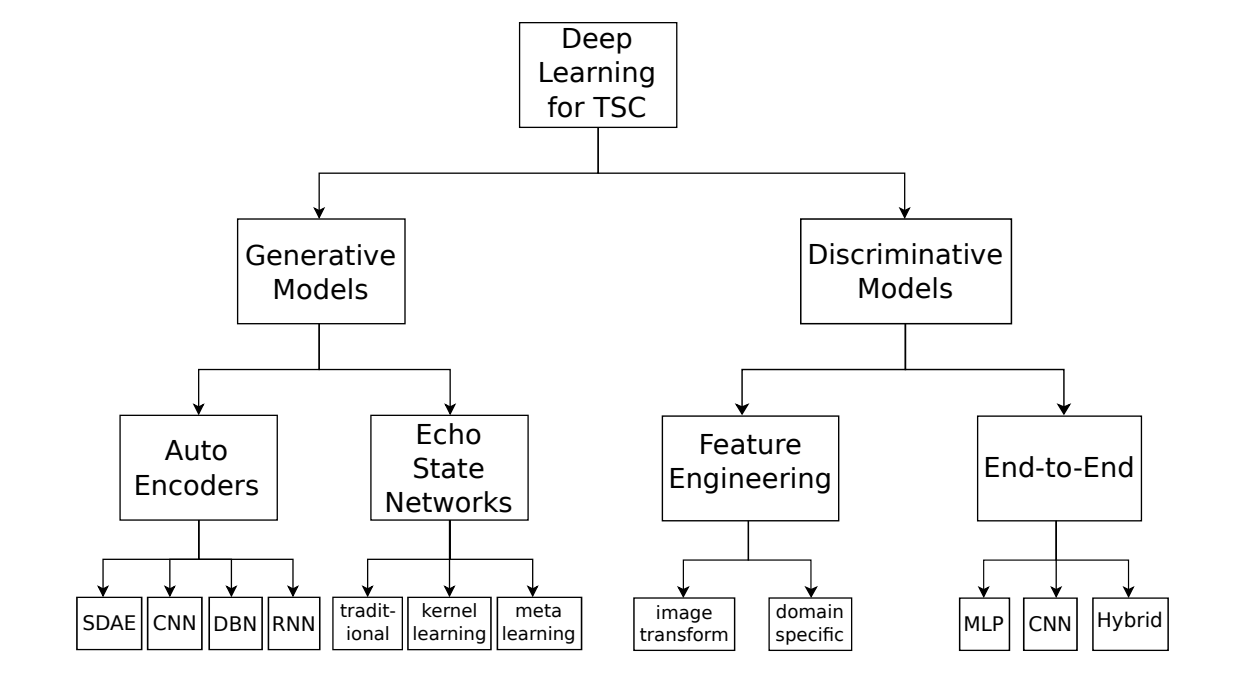 Deep
Learning
for TSC
Generative
Models
Discriminative
Models
Auto
Encoders
Echo
State
Networks
Feature
Engineering
End-to-End
SDAE
CNN
DBN
RNN
tradit-
ional
kernel
learning
meta
learning
image
transform
domain
specific
MLP
CNN
Hybrid